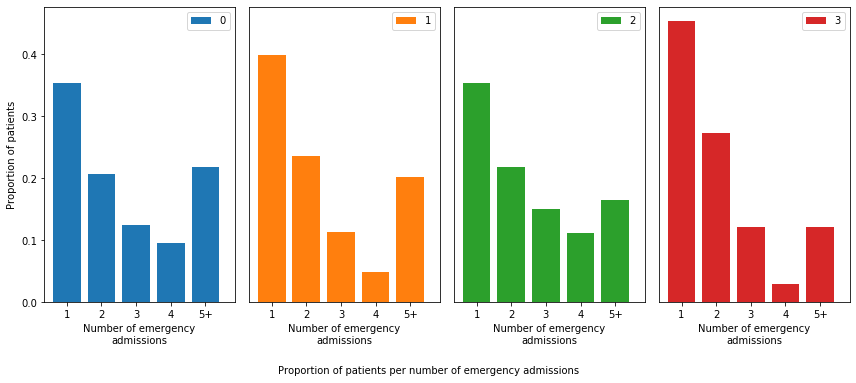 0
1
2
3
Proportion of patients
0.4
0.3
0.2
0.1
0.0
1 2 3 4 5+
Number of emergency
admissions
1 2 3 4 5+
Number of emergency
admissions
1 2 3 4 5+
Number of emergency
admissions
1 2 3 4 5+
Number of emergency
admissions
Proportion of patients per number of emergency admissions